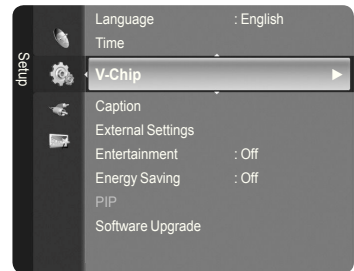 Setup
Language : English
Time
V-Chip
Caption
External Settings
Entertainment : Off
Energy Saving : Off
PIP
Software Upgrade